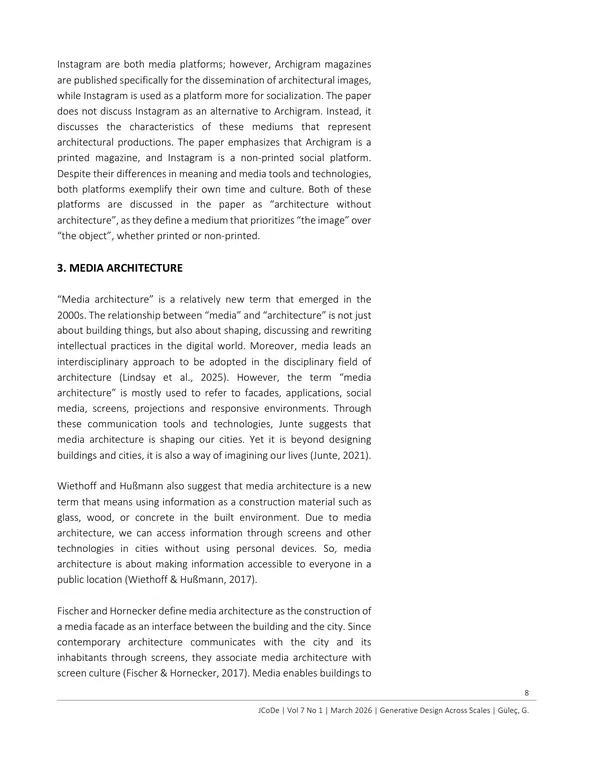 Instagram are both media platforms; however, Archigram magazines
are published specifically for the dissemination of architectural images,
while Instagram is used as a platform more for socialization. The paper
does not discuss Instagram as an alternative to Archigram. Instead, it
discusses the characteristics of these mediums that represent
architectural productions. The paper emphasizes that Archigram is a
printed magazine, and Instagram is a non-printed social platform.
Despite their differences in meaning and media tools and technologies,
both platforms exemplify their own time and culture. Both of these
platforms are discussed in the paper as “architecture without
architecture”, as they define a medium that prioritizes “the image” over
“the object”, whether printed or non-printed.
3. MEDIA ARCHITECTURE
“Media architecture” is a relatively new term that emerged in the
2000s. The relationship between “media” and “architecture” is not just
about building things, but also about shaping, discussing and rewriting
intellectual practices in the digital world. Moreover, media leads an
interdisciplinary approach to be adopted in the disciplinary field of
architecture (Lindsay et al., 2025). However, the term “media
architecture” is mostly used to refer to facades, applications, social
media, screens, projections and responsive environments. Through
these communication tools and technologies, Junte suggests that
media architecture is shaping our cities. Yet it is beyond designing
buildings and cities, it is also a way of imagining our lives (Junte, 2021).
Wiethoff and Hußmann also suggest that media architecture is a new
term that means using information as a construction material such as
glass, wood, or concrete in the built environment. Due to media
architecture, we can access information through screens and other
technologies in cities without using personal devices. So, media
architecture is about making information accessible to everyone in a
public location (Wiethoff & Hußmann, 2017).
Fischer and Hornecker define media architecture as the construction of
a media facade as an interface between the building and the city. Since
contemporary architecture communicates with the city and its
inhabitants through screens, they associate media architecture with
screen culture (Fischer & Hornecker, 2017). Media enables buildings to
8
JCoDe | Vol 7 No 1 | March 2026 | Generative Design Across Scales | Güleç, G.